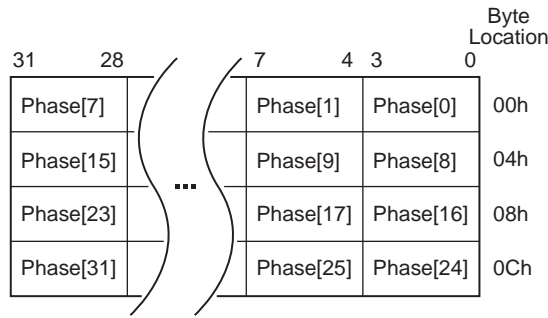 Byte
Location
31 28 7 4 3 0
Phase[7] Phase[1] Phase[0] 00h
Phase[15] Phase[9] Phase[8] 04h
...
Phase[23] Phase[17] Phase[16] 08h
Phase[31] Phase[25] Phase[24] 0Ch